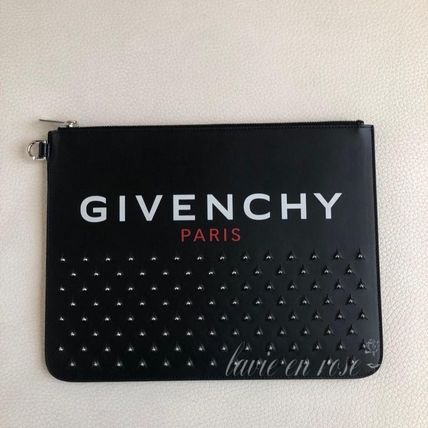 GIVENCHY
PARIS
lavie en rose